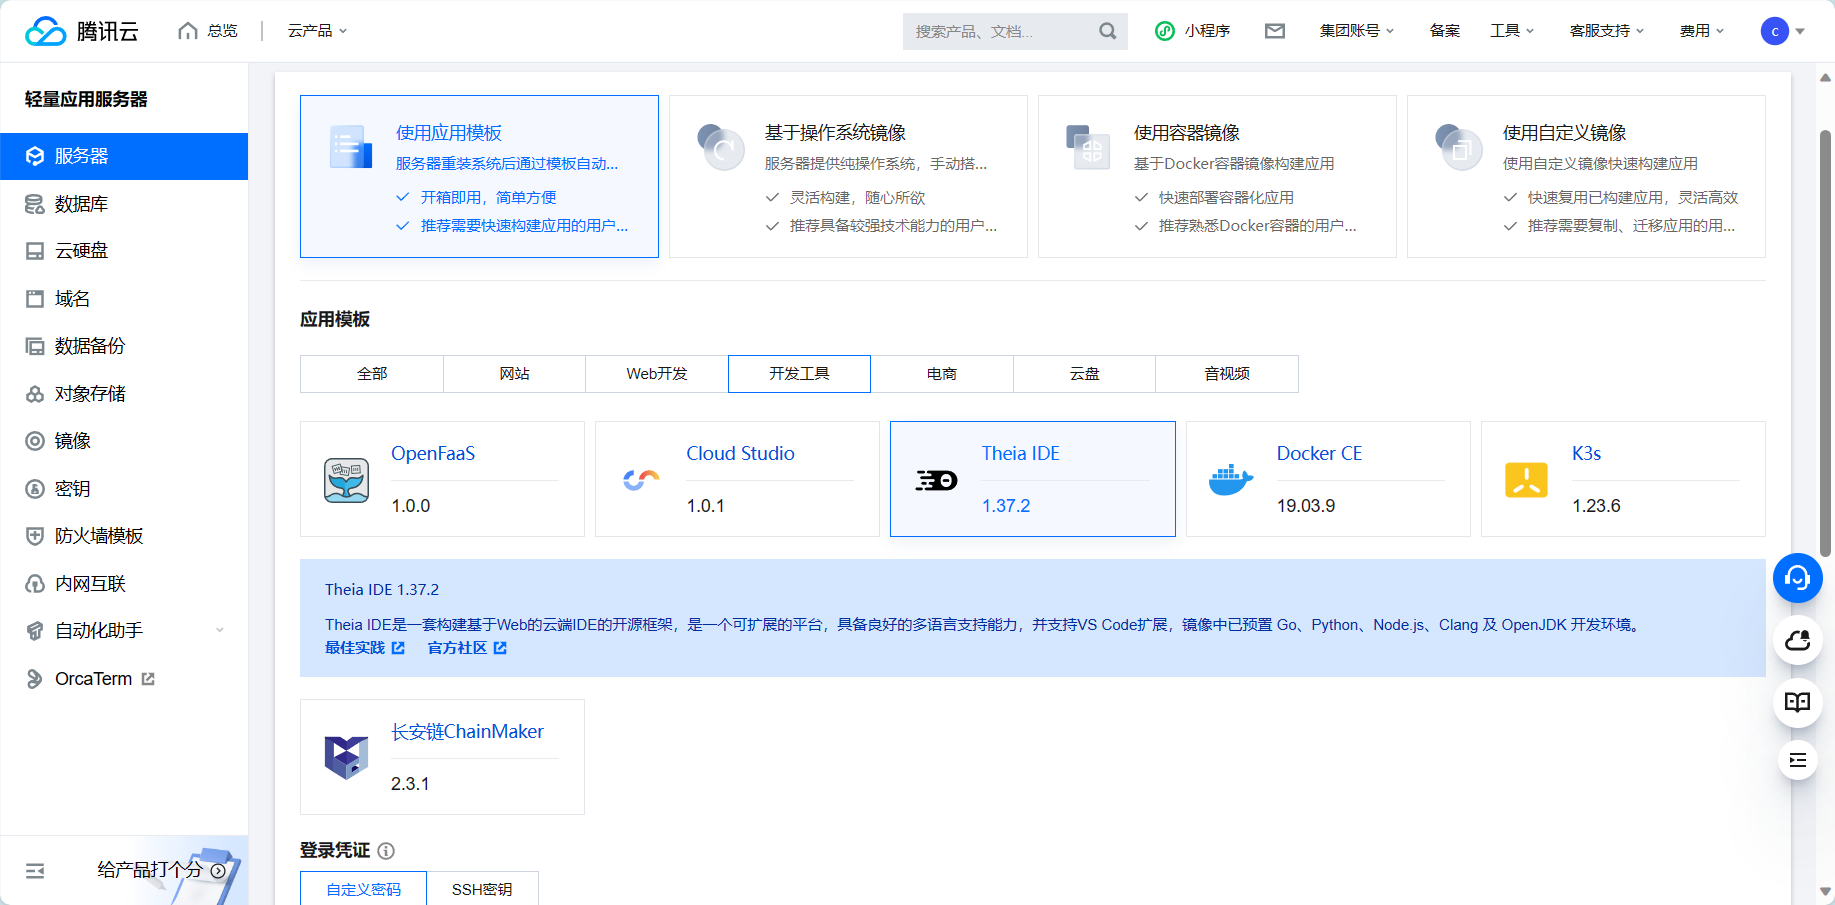 腾讯云
总览
云产品
搜索产品、文档...
小程序
集团账号
备案
工具
客服支持
费用
c
轻量应用服务器
服务器
数据库
云硬盘
域名
数据备份
对象存储
镜像
密钥
防火墙模板
内网互联
自动化助手
OrcaTerm
给产品打个分
使用应用模板
服务器重装系统后通过模板自动...
开箱即用，简单方便
推荐需要快速构建应用的用户...
基于操作系统镜像
服务器提供纯操作系统，手动搭...
灵活构建，随心所欲
推荐具备较强技术能力的用户...
使用容器镜像
基于Docker容器镜像构建应用
快速部署容器化应用
推荐熟悉Docker容器的用户...
使用自定义镜像
使用自定义镜像快速构建应用
快速复用已构建应用，灵活高效
推荐需要复制、迁移应用的用...
应用模板
全部
网站
Web开发
开发工具
电商
云盘
音视频
OpenFaaS
1.0.0
Cloud Studio
1.0.1
Theia IDE
1.37.2
Docker CE
19.03.9
K3s
1.23.6
Theia IDE 1.37.2
Theia IDE是一套构建基于Web的云端IDE的开源框架，是一个可扩展的平台，具备良好的多语言支持能力，并支持VS Code扩展，镜像中已预置 Go、Python、Node.js、Clang 及 OpenJDK 开发环境。
最佳实践 官方社区
长安链ChainMaker
2.3.1
登录凭证
自定义密码
SSH密钥